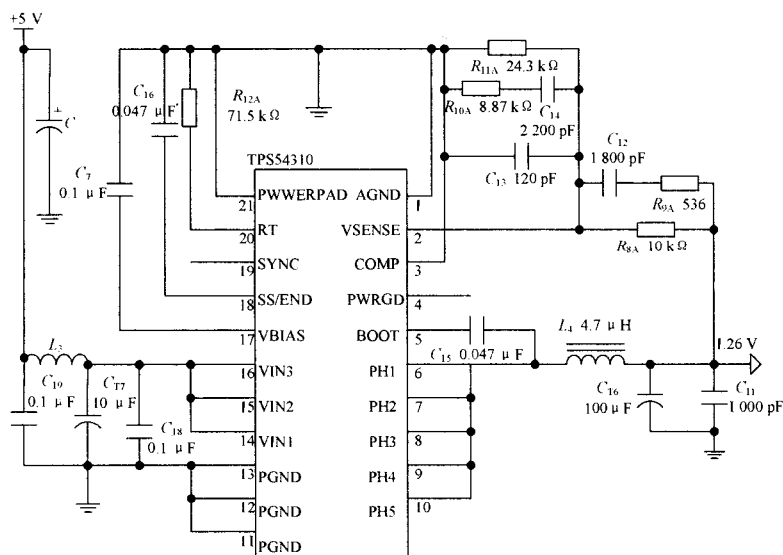 +5 V
C
C16
0.047 μF
R12A
71.5 kΩ
C7
0.1 μF
R11A 24.3 kΩ
R10A 8.87kΩ
C14
2 200 pF
C13 120 pF
C12
1 800 pF
R9A 536
R8A 10 kΩ
TPS54310
PWWERPAD
21
AGND
1
RT
20
VSENSE
2
SYNC
19
COMP
3
SS/END
18
PWRGD
4
VBIAS
17
BOOT
5
VIN3
16
PH1
6
VIN2
15
PH2
7
VIN1
14
PH3
8
PGND
13
PH4
9
PGND
12
PH5
10
PGND
11
L3
C19
0.1 μF
C17
10 μF
C18
0.1 μF
C15 0.047 μF
L4 4.7 μH
1.26 V
C16
100 μF
C11
1 000 pF